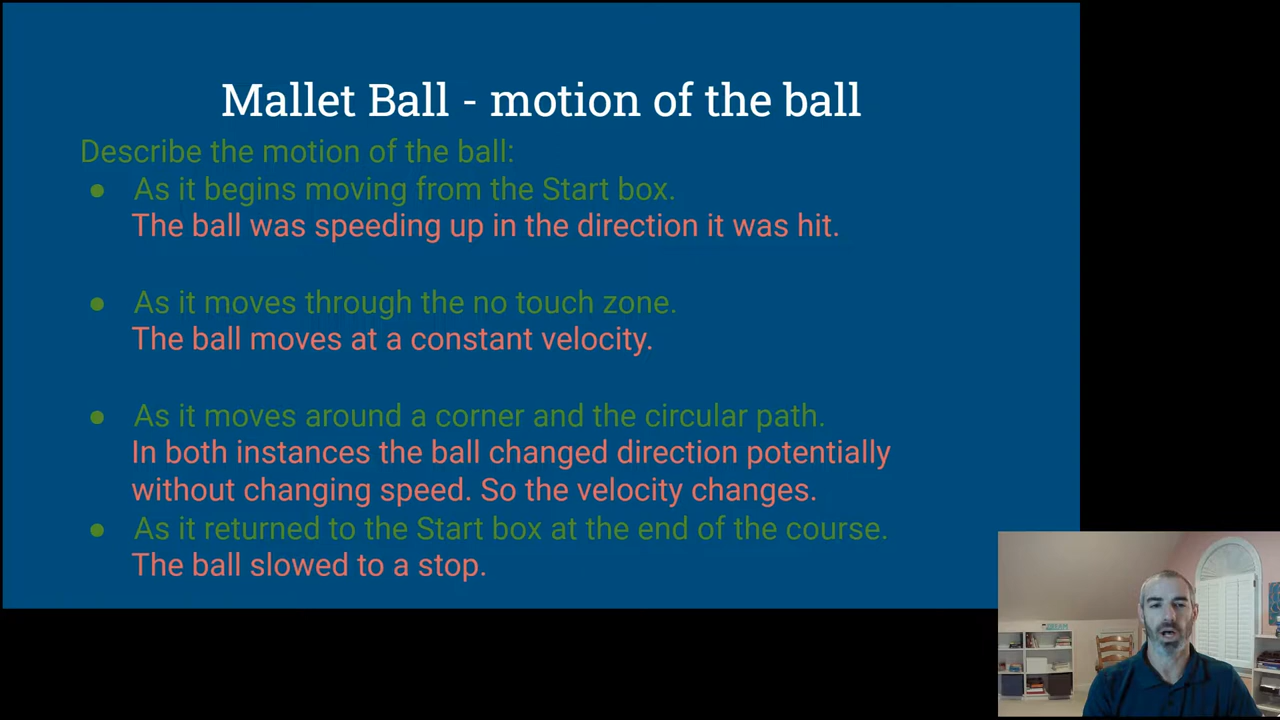 Mallet Ball - motion of the ball
Describe the motion of the ball:
● As it begins moving from the Start box.
The ball was speeding up in the direction it was hit.
● As it moves through the no touch zone.
The ball moves at a constant velocity.
● As it moves around a corner and the circular path.
In both instances the ball changed direction potentially
without changing speed. So the velocity changes.
● As it returned to the Start box at the end of the course.
The ball slowed to a stop.